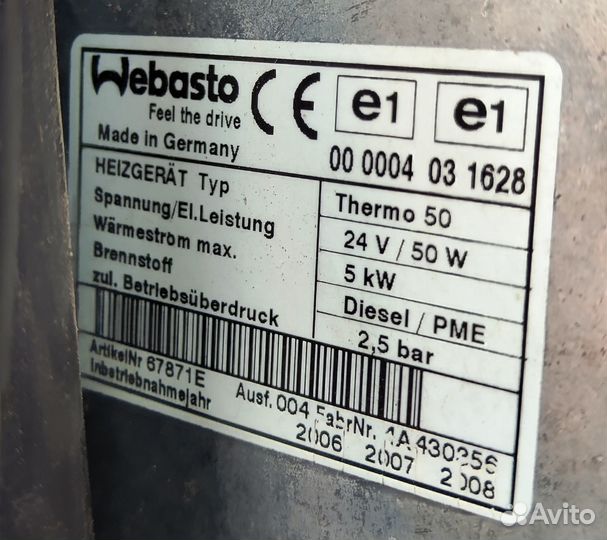 Webasto
Feel the drive
Made in Germany
CE e1 e1
00 0004 03 1628
HEIZGERÄT Typ Thermo 50
Spannung/El.Leistung 24 V / 50 W
Wärmestrom max. 5 kW
Brennstoff Diesel / PME
zul. Betriebsüberdruck 2,5 bar
ArtikelNr 67871E Ausf. 004 FabrNr. 1A430256
Inbetriebnahmejahr 2006 2007 2008
Avito